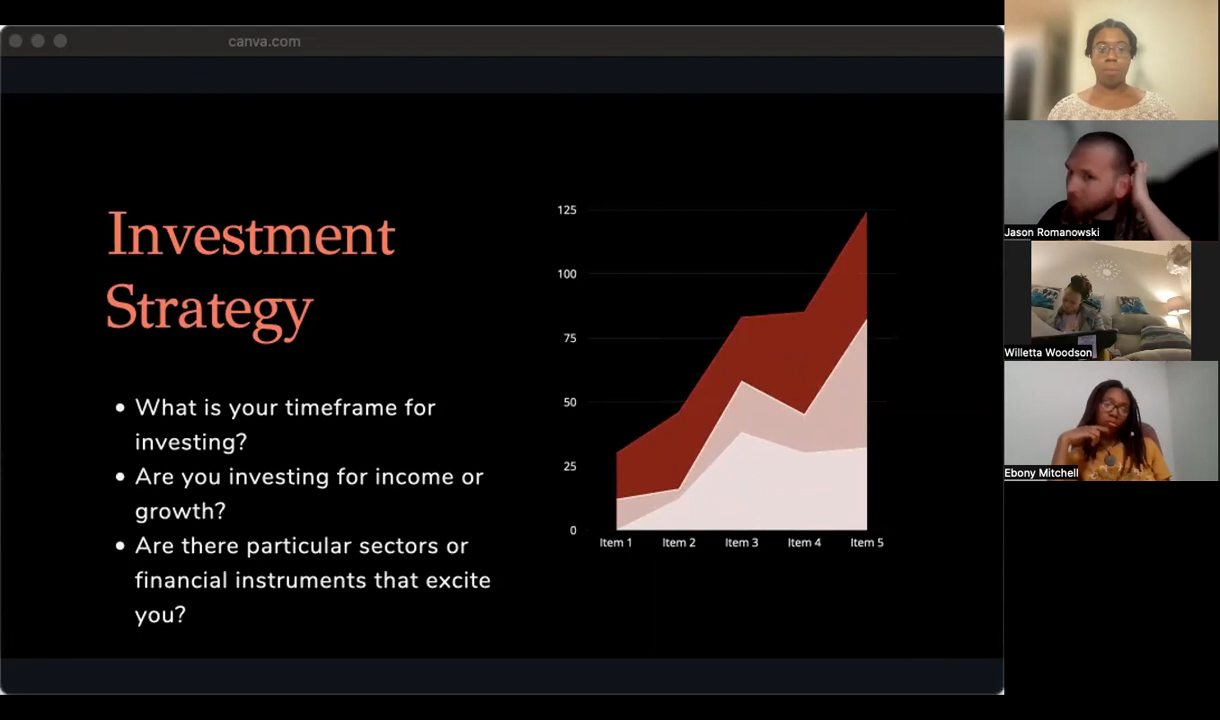 canva.com
Investment
Strategy
• What is your timeframe for
investing?
• Are you investing for income or
growth?
• Are there particular sectors or
financial instruments that excite
you?
125
100
75
50
25
0
Item 1
Item 2
Item 3
Item 4
Item 5
Jason Romanowski
Willetta Woodson
Ebony Mitchell